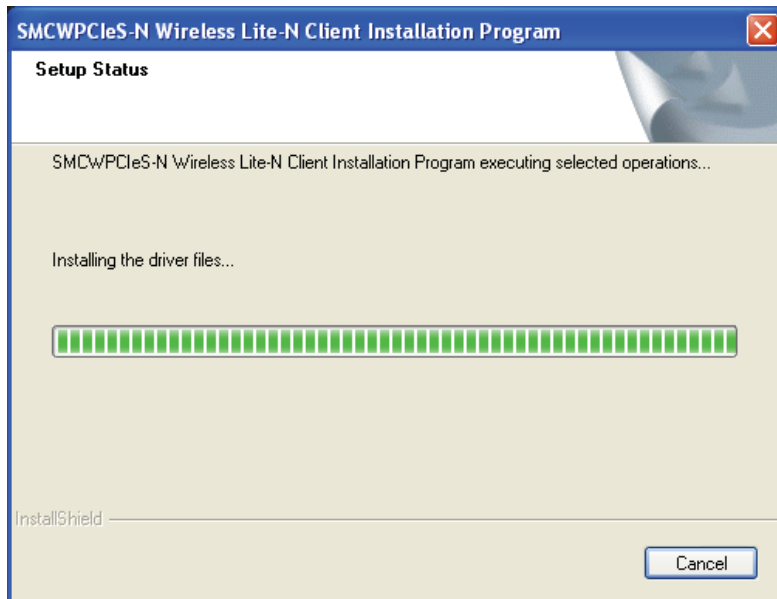 SMCWPCIeS-N Wireless Lite-N Client Installation Program
Setup Status
SMCWPCIeS-N Wireless Lite-N Client Installation Program executing selected operations...
Installing the driver files...
InstallShield
Cancel